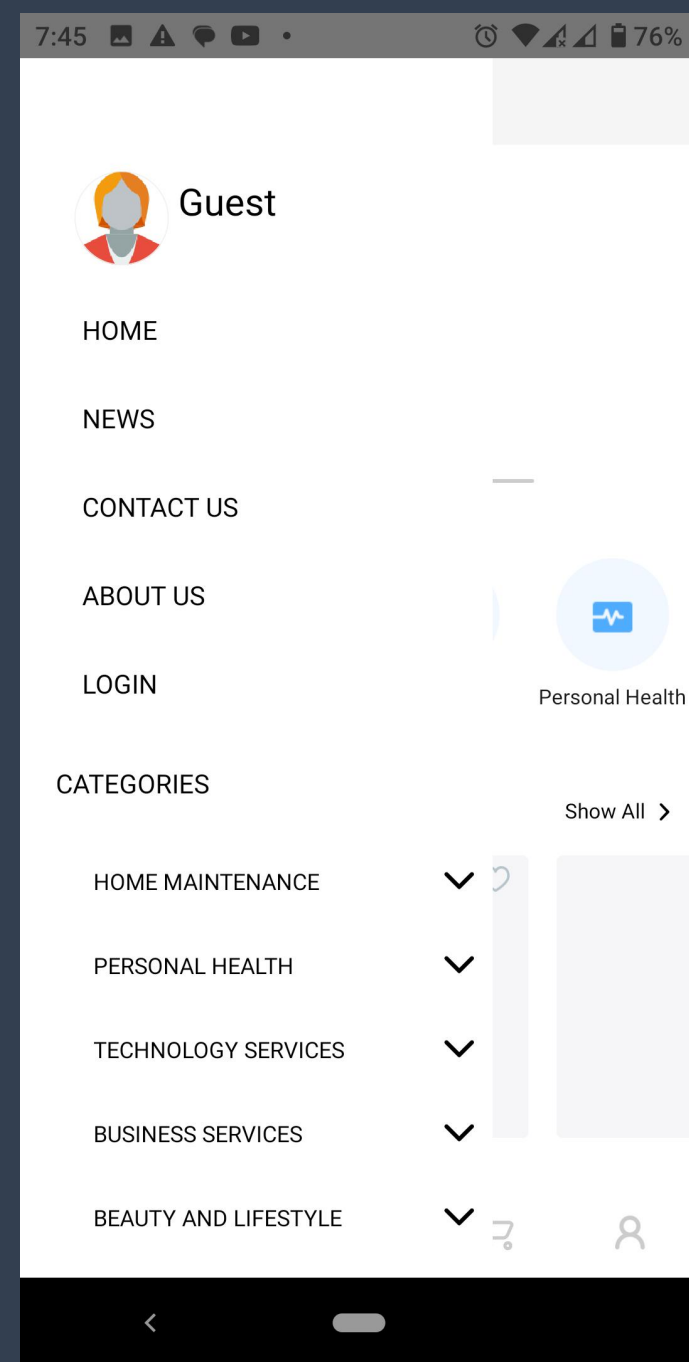 7:45
76%
Guest
HOME
NEWS
CONTACT US
ABOUT US
LOGIN
Personal Health
CATEGORIES
Show All
HOME MAINTENANCE
PERSONAL HEALTH
TECHNOLOGY SERVICES
BUSINESS SERVICES
BEAUTY AND LIFESTYLE